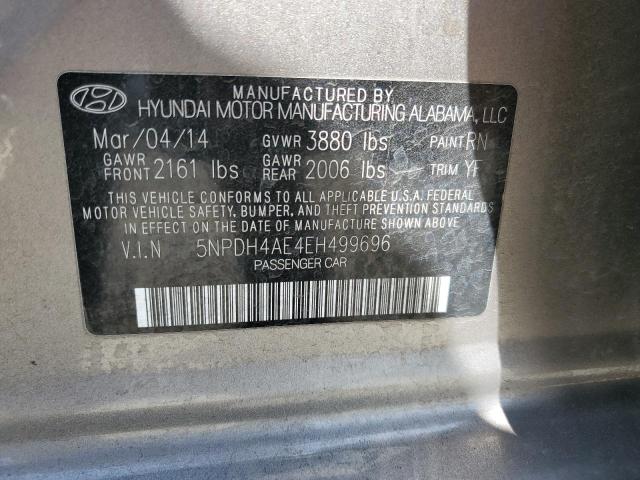 MANUFACTURED BY
HYUNDAI MOTOR MANUFACTURING ALABAMA, LLC
Mar/04/14 GVWR 3880 lbs PAINT RN
GAWR FRONT 2161 lbs GAWR REAR 2006 lbs TRIM YF
THIS VEHICLE CONFORMS TO ALL APPLICABLE U.S.A. FEDERAL
MOTOR VEHICLE SAFETY, BUMPER, AND THEFT PREVENTION STANDARDS
IN EFFECT ON THE DATE OF MANUFACTURE SHOWN ABOVE
V.I.N 5NPDH4AE4EH499696
PASSENGER CAR